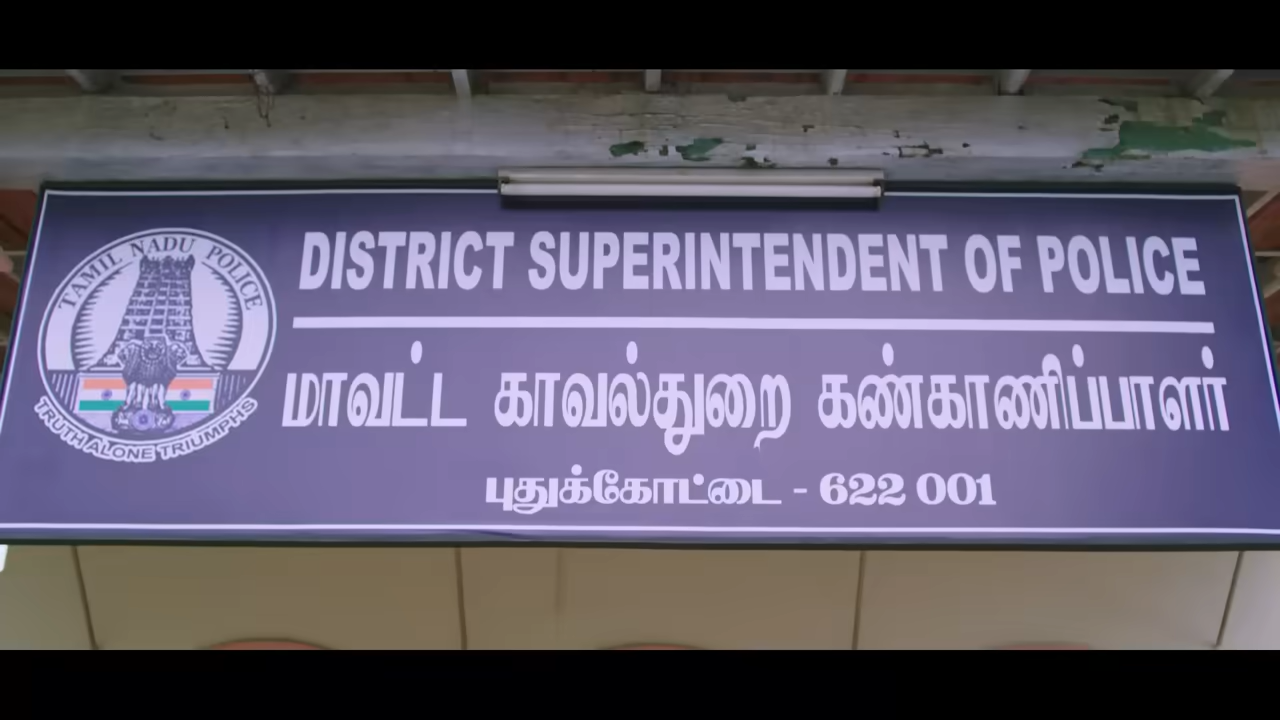 TAMIL NADU POLICE
TRUTH ALONE TRIUMPHS
DISTRICT SUPERINTENDENT OF POLICE
மாவட்ட காவல்துறை கண்காணிப்பாளர்
புதுக்கோட்டை - 622 001